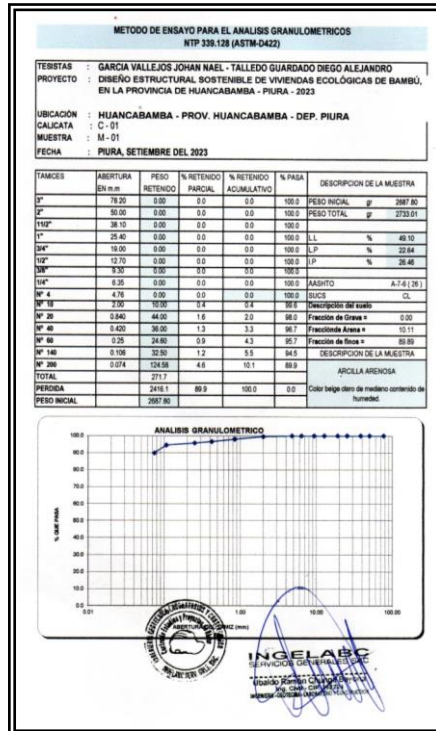 METODO DE ENSAYO PARA EL ANALISIS GRANULOMETRICOS
NTP 339.128 (ASTM-D422)
TESISTAS : GARCIA VALLEJOS JOHAN NAEL - TALLEDO GUARDADO DIEGO ALEJANDRO
PROYECTO : DISEÑO ESTRUCTURAL SOSTENIBLE DE VIVIENDAS ECOLÓGICAS DE BAMBÚ,
EN LA PROVINCIA DE HUANCABAMBA - PIURA - 2023
UBICACIÓN : HUANCABAMBA - PROV. HUANCABAMBA - DEP. PIURA
CALICATA : C - 01
MUESTRA : M - 01
FECHA : PIURA, SETIEMBRE DEL 2023
TAMICES ABERTURA PESO % RETENIDO % RETENIDO % PASA DESCRIPCION DE LA MUESTRA
EN m.m RETENIDO PARCIAL ACUMULATIVO
3" 76.20 0.00 0.0 0.0 100.0 PESO INICIAL gr 2687.80
2" 50.00 0.00 0.0 0.0 100.0 PESO TOTAL gr 2733.01
11/2" 38.10 0.00 0.0 0.0 100.0
1" 25.40 0.00 0.0 0.0 100.0 L.L % 49.10
3/4" 19.00 0.00 0.0 0.0 100.0 L.P % 22.64
1/2" 12.70 0.00 0.0 0.0 100.0 I.P % 26.46
3/8" 9.30 0.00 0.0 0.0 100.0
1/4" 6.35 0.00 0.0 0.0 100.0 AASHTO A-7-6 ( 26 )
Nº 4 4.76 0.00 0.0 0.0 100.0 SUCS CL
Nº 10 2.00 10.00 0.4 0.4 99.6 Descripción del suelo
Nº 20 0.840 44.00 1.6 2.0 98.0 Fracción de Grava = 0.00
Nº 40 0.420 36.00 1.3 3.3 96.7 Fracciónde Arena = 10.11
Nº 60 0.25 24.60 0.9 4.3 95.7 Fracción de finos = 89.89
Nº 140 0.106 32.50 1.2 5.5 94.5 DESCRIPCIÓN DE LA MUESTRA
Nº 200 0.074 124.58 4.6 10.1 89.9 ARCILLA ARENOSA
TOTAL 271.7
PERDIDA 2416.1 89.9 100.0 0.0 Color beige claro de mediano contenido de
PESO INICIAL 2687.80 humedad.
ANALISIS GRANULOMETRICO
% QUE PASA
100.0
90.0
80.0
70.0
60.0
50.0
40.0
30.0
20.0
10.0
0.0
0.01 1.00 10.00 100.00
ABERTURA (mm)
INGELABC
SERVICIOS GENERALES SAC